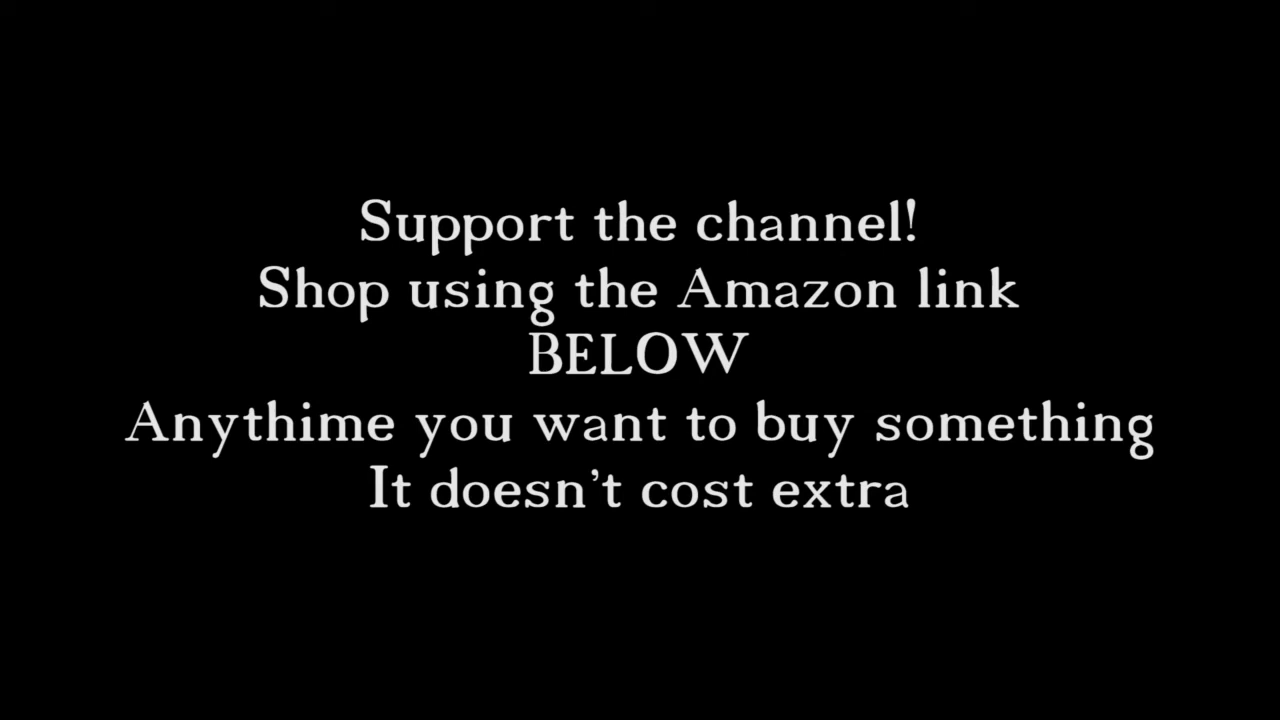 Support the channel!
Shop using the Amazon link
BELOW
Anythime you want to buy something
It doesn't cost extra